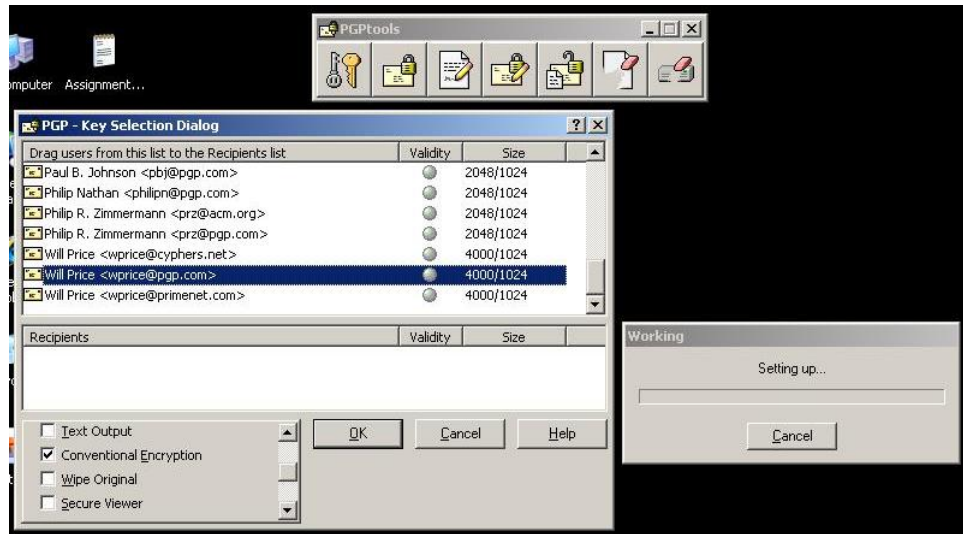 PGPtools
omputer Assignment...
PGP - Key Selection Dialog
Drag users from this list to the Recipients list Validity Size
Paul B. Johnson <pbj@pgp.com> 2048/1024
Philip Nathan <philipn@pgp.com> 2048/1024
Philip R. Zimmermann <prz@acm.org> 2048/1024
Philip R. Zimmermann <prz@pgp.com> 2048/1024
Will Price <wprice@cyphers.net> 4000/1024
Will Price <wprice@pgp.com> 4000/1024
Will Price <wprice@primenet.com> 4000/1024
Recipients Validity Size
Text Output
Conventional Encryption
Wipe Original
Secure Viewer
OK Cancel Help
Working
Setting up...
Cancel